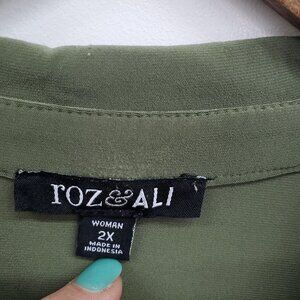 roz&ALI
WOMAN
2X
MADE IN
INDONESIA